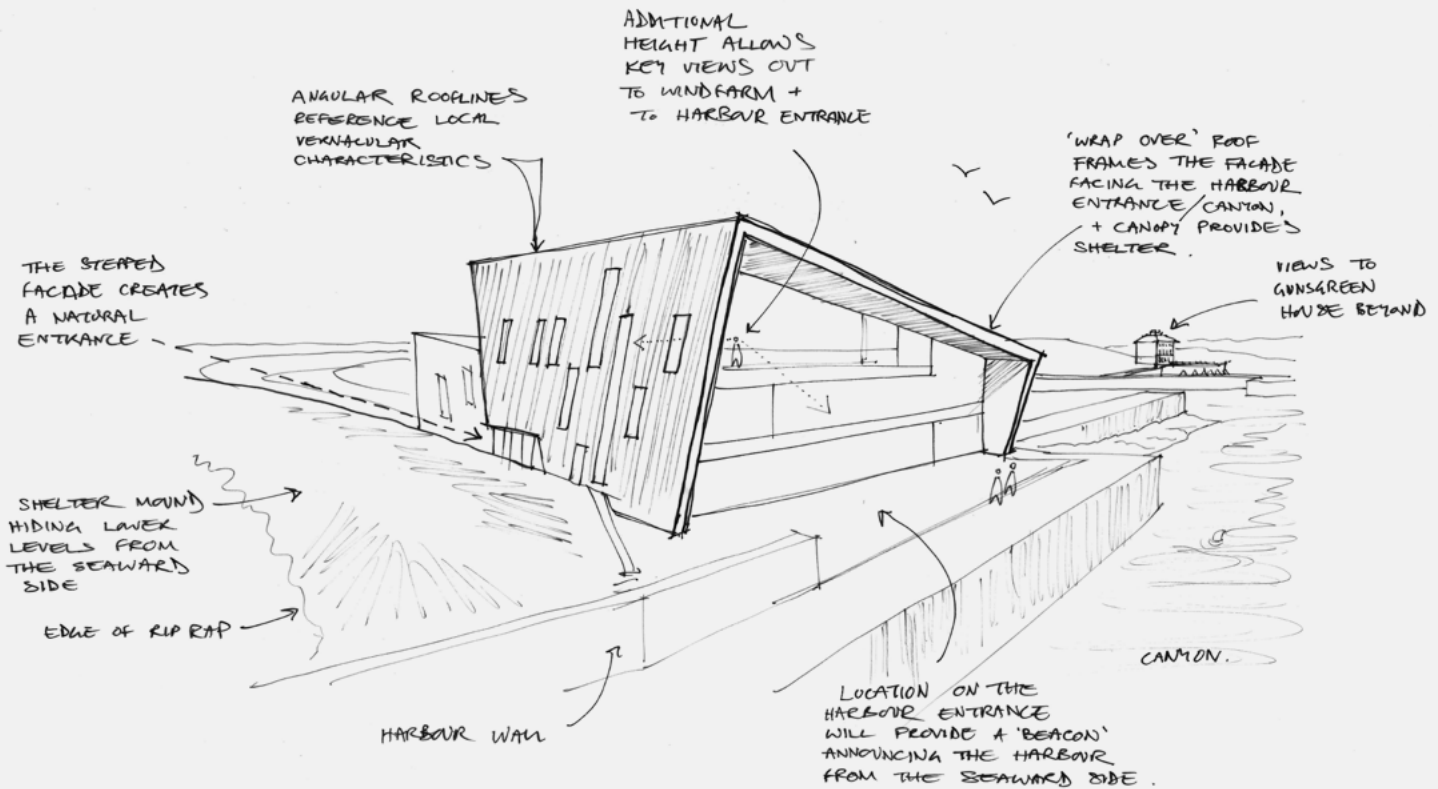 ADDITIONAL
HEIGHT ALLOWS
KEY VIEWS OUT
TO WINDFARM +
TO HARBOUR ENTRANCE
ANGULAR ROOFLINES
REFERENCE LOCAL
VERNACULAR
CHARACTERISTICS
'WRAP OVER' ROOF
FRAMES THE FACADE
FACING THE HARBOUR
ENTRANCE/CANYON,
+ CANOPY PROVIDES
SHELTER.
THE STEPPED
FACADE CREATES
A NATURAL
ENTRANCE
VIEWS TO
GUNSGREEN
HOUSE BEYOND
SHELTER MOUND
HIDING LOWER
LEVELS FROM
THE SEAWARD
SIDE
EDGE OF RIP RAP
HARBOUR WALL
CANYON.
LOCATION ON THE
HARBOUR ENTRANCE
WILL PROVIDE A 'BEACON'
ANNOUNCING THE HARBOUR
FROM THE SEAWARD SIDE.